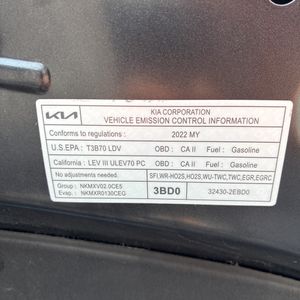 KIA
KIA CORPORATION
VEHICLE EMISSION CONTROL INFORMATION
Conforms to regulations : 2022 MY
U.S.EPA : T3B70 LDV OBD : CA II Fuel : Gasoline
California : LEV III ULEV70 PC OBD : CA II Fuel : Gasoline
No adjustments needed. SFI,WR-HO2S,HO2S,WU-TWC,TWC,EGR,EGRC
Group : NKMXV02.0CE5
Evap. : NKMXR0130CEG
3BD0 32430-2EBD0